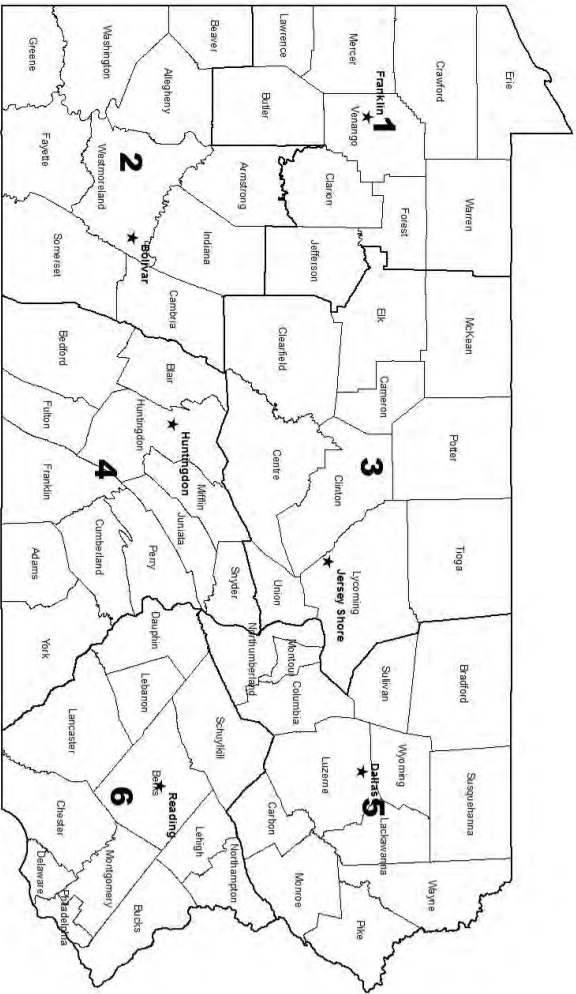 Erie
Crawford
Warren
McKean
Potter
Tioga
Bradford
Susquehanna
Wayne
Mercer
Franklin
1
Venango
Forest
Elk
Cameron
3
Clinton
Lycoming
Jersey Shore
Sullivan
Wyoming
Lackawanna
Dallas
5
Pike
Lawrence
Butler
Clarion
Jefferson
Clearfield
Centre
Union
Montour
Northumberland
Columbia
Luzerne
Carbon
Monroe
Beaver
Allegheny
Armstrong
Indiana
Cambria
Blair
Huntingdon
Huntingdon
4
Mifflin
Juniata
Snyder
Perry
Dauphin
Schuylkill
Lehigh
Northampton
Washington
2
Westmoreland
Bolivar
Lebanon
Berks
Reading
6
Montgomery
Bucks
Greene
Fayette
Somerset
Bedford
Fulton
Franklin
Cumberland
Adams
York
Lancaster
Chester
Delaware
Philadelphia